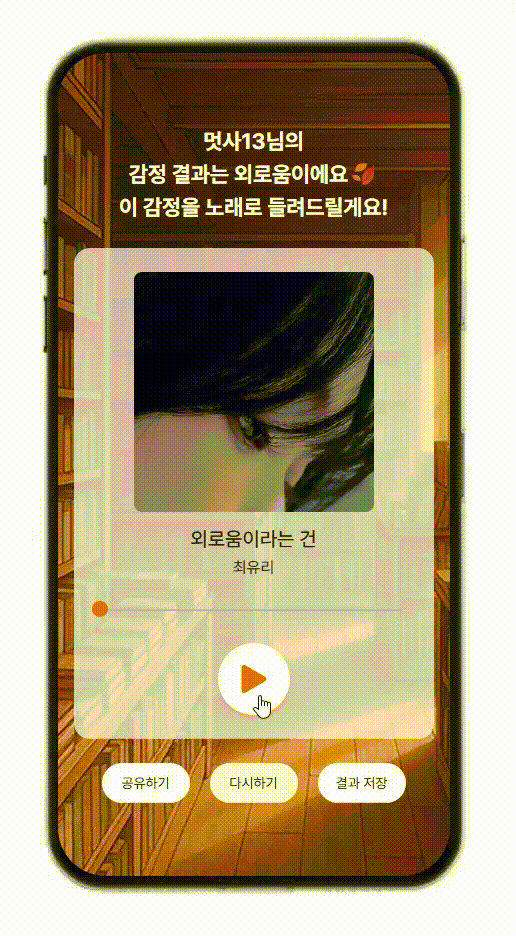 멋사13님의
감정 결과는 외로움이에요 🍂
이 감정을 노래로 들려드릴게요!
외로움이라는 건
최유리
공유하기
다시하기
결과 저장